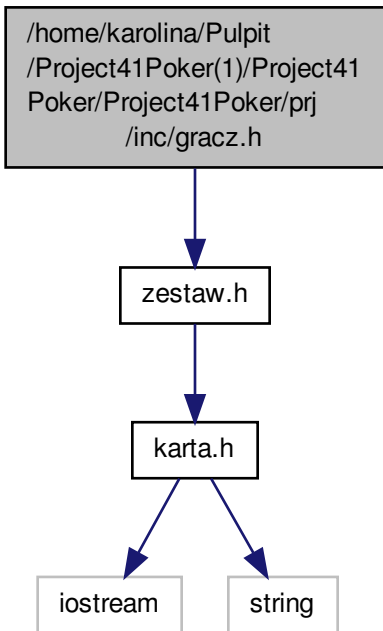 /home/karolina/Pulpit
/Project41Poker(1)/Project41
Poker/Project41Poker/prj
/inc/gracz.h
zestaw.h
karta.h
iostream
string